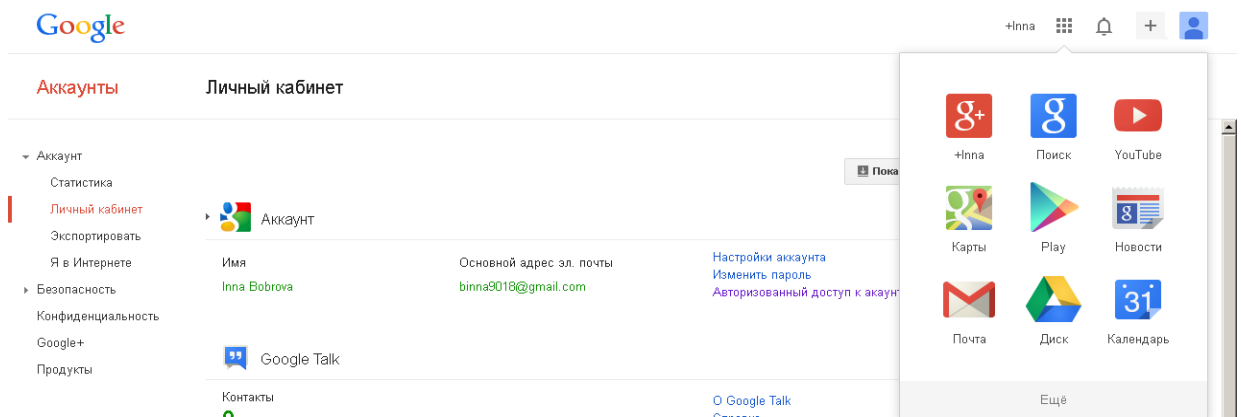 Google
+Inna
Аккаунты
Личный кабинет
Аккаунт
Статистика
Личный кабинет
Экспортировать
Я в Интернете
Безопасность
Конфиденциальность
Google+
Продукты
Пока
Аккаунт
Имя
Основной адрес эл. почты
Inna Bobrova
binna9018@gmail.com
Настройки аккаунта
Изменить пароль
Авторизованный доступ к акаун
Google Talk
Контакты
О Google Talk
+Inna
Поиск
YouTube
Карты
Play
Новости
31
Почта
Диск
Календарь
Ещё